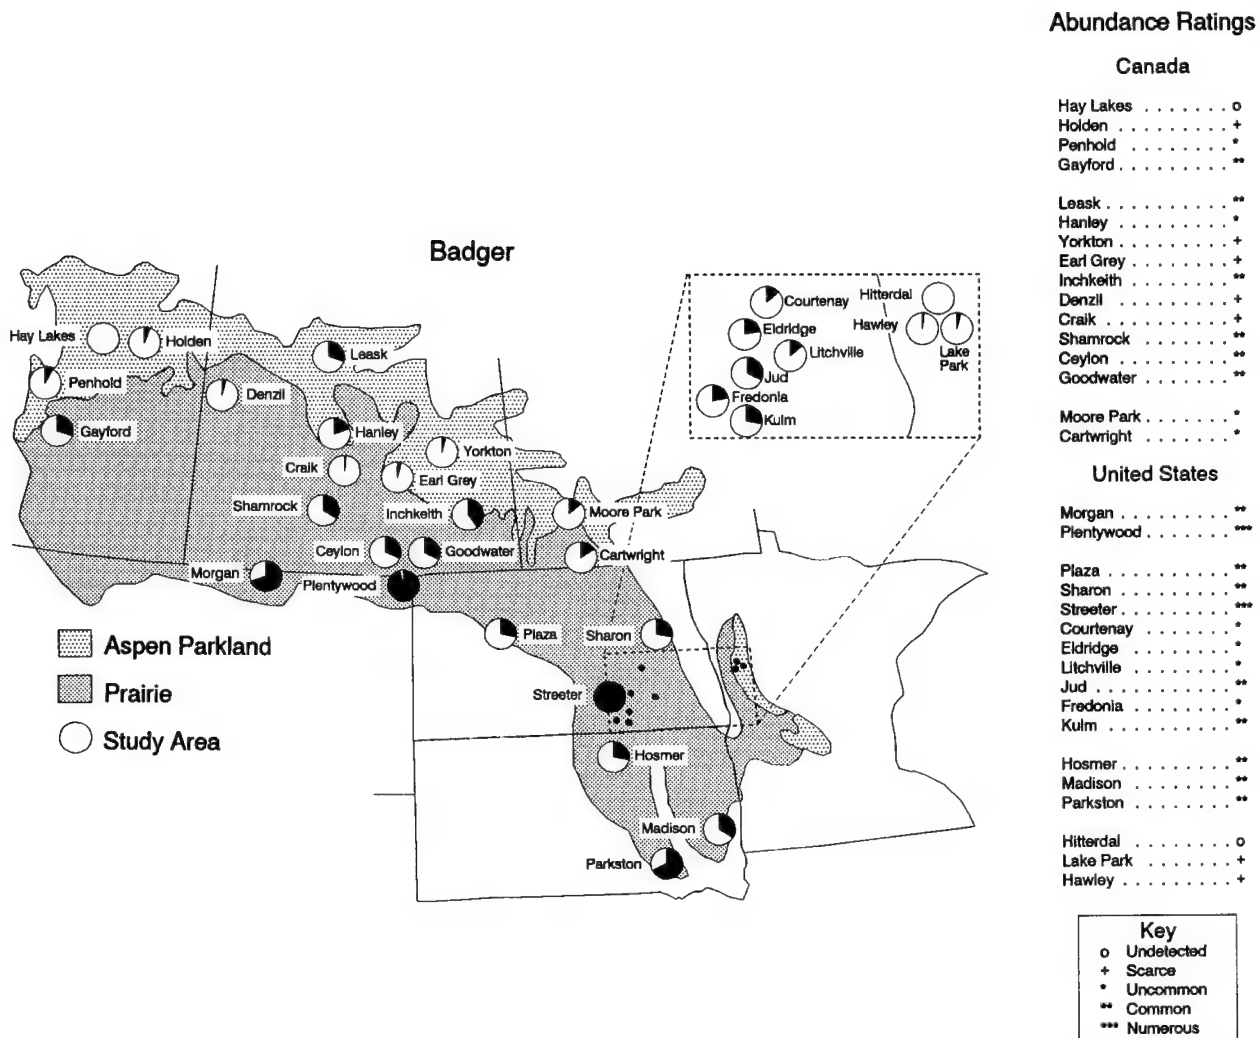 Abundance Ratings
Canada
Hay Lakes . . . . . . . o
Holden . . . . . . . . . +
Penhold . . . . . . . . *
Gayford . . . . . . . . . **
Leask . . . . . . . . . . **
Hanley . . . . . . . . . *
Yorkton . . . . . . . . +
Earl Grey . . . . . . . +
Inchkeith . . . . . . . **
Denzil . . . . . . . . . +
Craik . . . . . . . . . . +
Shamrock . . . . . . . **
Ceylon . . . . . . . . . **
Goodwater . . . . . . **
Moore Park . . . . . . *
Cartwright . . . . . . . *
United States
Morgan . . . . . . . . . **
Plentywood . . . . . . ***
Plaza . . . . . . . . . . **
Sharon . . . . . . . . . **
Streeter . . . . . . . . ***
Courtenay . . . . . . . *
Eldridge . . . . . . . . *
Litchville . . . . . . . . *
Jud . . . . . . . . . . . **
Fredonia . . . . . . . . *
Kulm . . . . . . . . . . **
Hosmer . . . . . . . . . **
Madison . . . . . . . . **
Parkston . . . . . . . . **
Hitterdal . . . . . . . . o
Lake Park . . . . . . . +
Hawley . . . . . . . . . +
Key
o Undetected
+ Scarce
* Uncommon
** Common
*** Numerous
Badger
Hay Lakes
Holden
Penhold
Gayford
Denzil
Leask
Hanley
Craik
Yorkton
Earl Grey
Shamrock
Inchkeith
Moore Park
Ceylon
Goodwater
Cartwright
Morgan
Plentywood
Plaza
Sharon
Streeter
Hosmer
Madison
Parkston
Courtenay
Eldridge
Litchville
Jud
Fredonia
Kulm
Hitterdal
Hawley
Lake
Park
Aspen Parkland
Prairie
Study Area